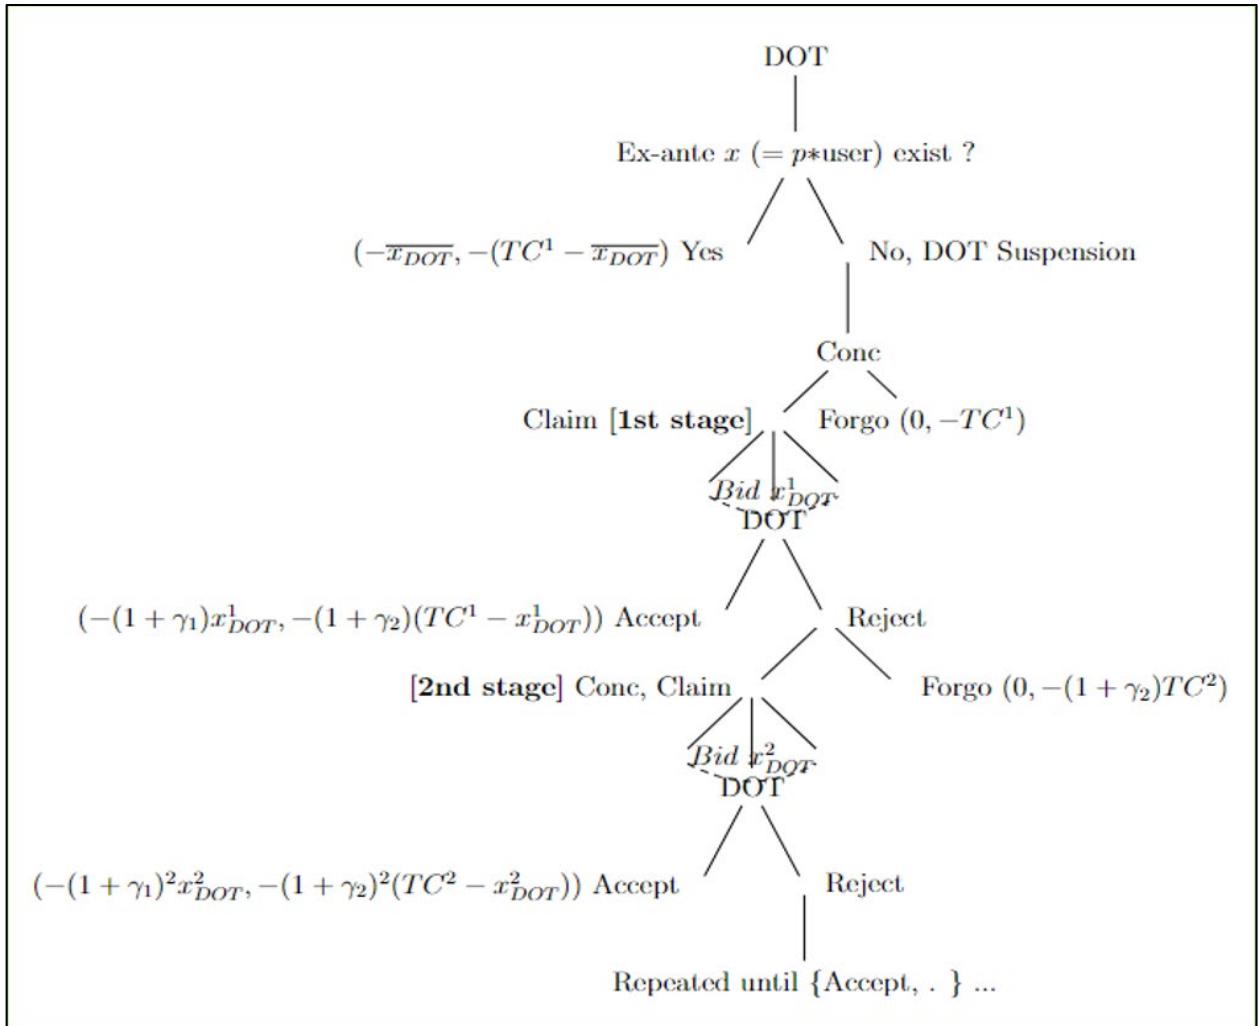 DOT
Ex-ante x (= p*user) exist ?
(−x̅_DOT, −(TC¹ − x̅_DOT) Yes
No, DOT Suspension
Conc
Claim [1st stage]
Forgo (0, −TC¹)
Bid x¹_DOT
DOT
(−(1 + γ₁)x¹_DOT, −(1 + γ₂)(TC¹ − x¹_DOT)) Accept
Reject
[2nd stage] Conc, Claim
Forgo (0, −(1 + γ₂)TC²)
Bid x²_DOT
DOT
(−(1 + γ₁)²x²_DOT, −(1 + γ₂)²(TC² − x²_DOT)) Accept
Reject
Repeated until {Accept, . } ...